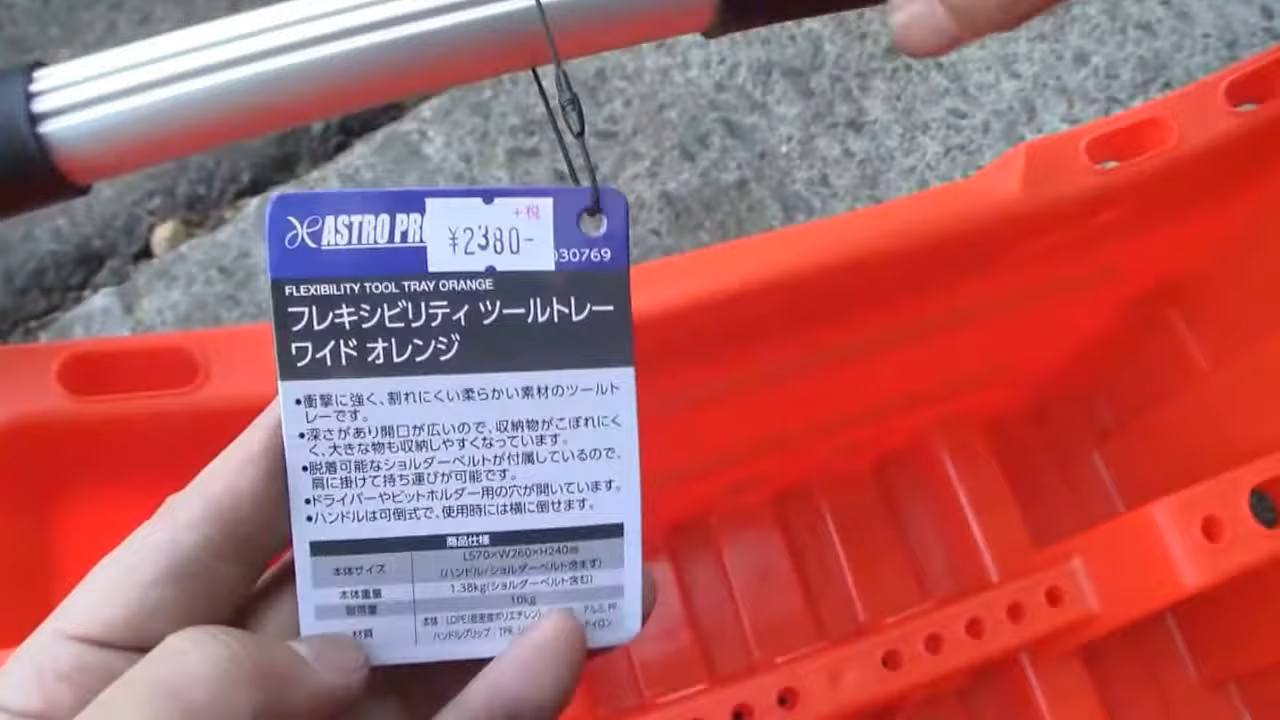 ASTRO PR
+税
¥2380-
030769
FLEXIBILITY TOOL TRAY ORANGE
フレキシビリティ ツールトレー
ワイド オレンジ
●衝撃に強く、割れにくい柔らかい素材のツールト
レーです。
●深さがあり開口が広いので、収納物がこぼれにく
く、大きな物も収納しやすくなっています。
●脱着可能なショルダーベルトが付属しているので、
肩に掛けて持ち運びが可能です。
●ドライバーやビットホルダー用の穴が開いています。
●ハンドルは可倒式で、使用時には横に倒せます。
商品仕様
本体サイズ
L570×W260×H240㎜
(ハンドル/ショルダーベルト含まず)
本体重量
1.38kg(ショルダーベルト含む)
耐荷重
10kg
材質
本体：LDPE(低密度ポリエチレン)
アルミ、PP
ハンドルグリップ：TPR、
ナイロン